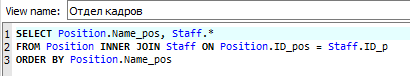 View name: Отдел кадров
1 SELECT Position.Name_pos, Staff.*
2 FROM Position INNER JOIN Staff ON Position.ID_pos = Staff.ID_p
3 ORDER BY Position.Name_pos